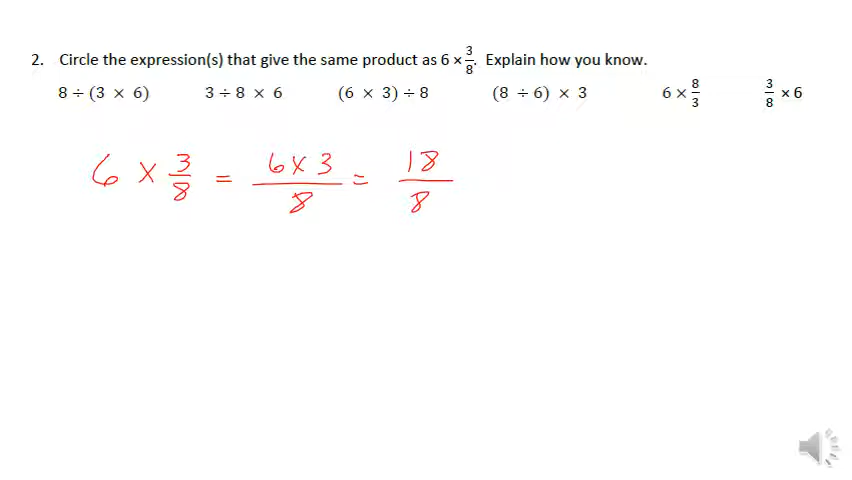 2. Circle the expression(s) that give the same product as 6 × 3/8. Explain how you know.
8 ÷ (3 × 6) 3 ÷ 8 × 6 (6 × 3) ÷ 8 (8 ÷ 6) × 3 6 × 8/3 3/8 × 6
6 × 3/8 = 6 × 3/8 = 18/8